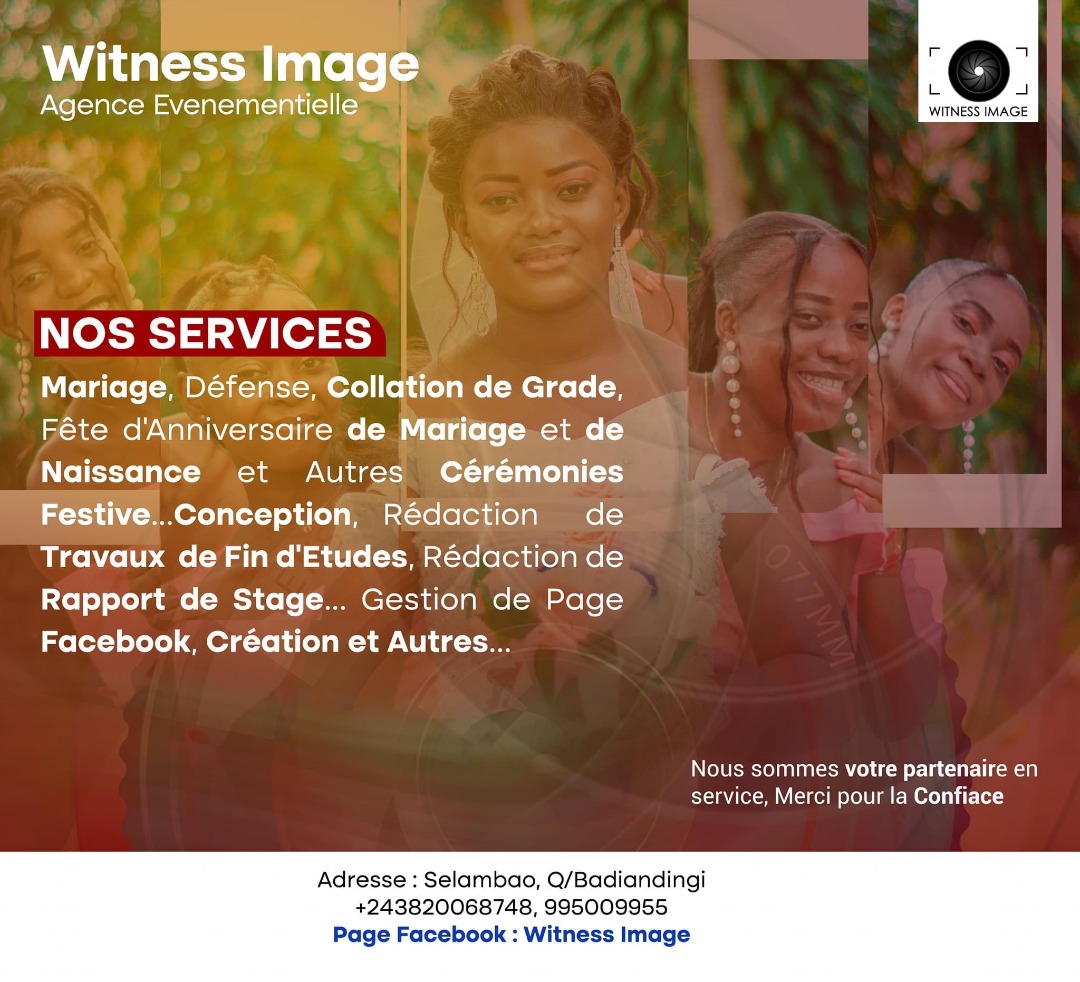 Witness Image
Agence Evenementielle
WITNESS IMAGE
NOS SERVICES
Mariage, Défense, Collation de Grade,
Fête d'Anniversaire de Mariage et de
Naissance et Autres Cérémonies
Festive...Conception, Rédaction de
Travaux de Fin d'Etudes, Rédaction de
Rapport de Stage... Gestion de Page
Facebook, Création et Autres...
Nous sommes votre partenaire en
service, Merci pour la Confiace
Adresse : Selambao, Q/Badiandingi
+243820068748, 995009955
Page Facebook : Witness Image